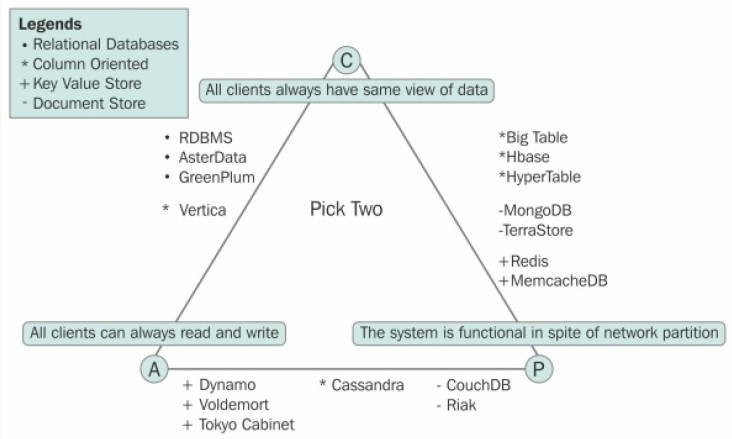 Legends
• Relational Databases
* Column Oriented
+ Key Value Store
- Document Store
C
All clients always have same view of data
• RDBMS
• AsterData
• GreenPlum
* Vertica
Pick Two
*Big Table
*Hbase
*HyperTable
-MongoDB
-TerraStore
+Redis
+MemcacheDB
All clients can always read and write
The system is functional in spite of network partition
A
P
+ Dynamo
+ Voldemort
+ Tokyo Cabinet
* Cassandra
- CouchDB
- Riak